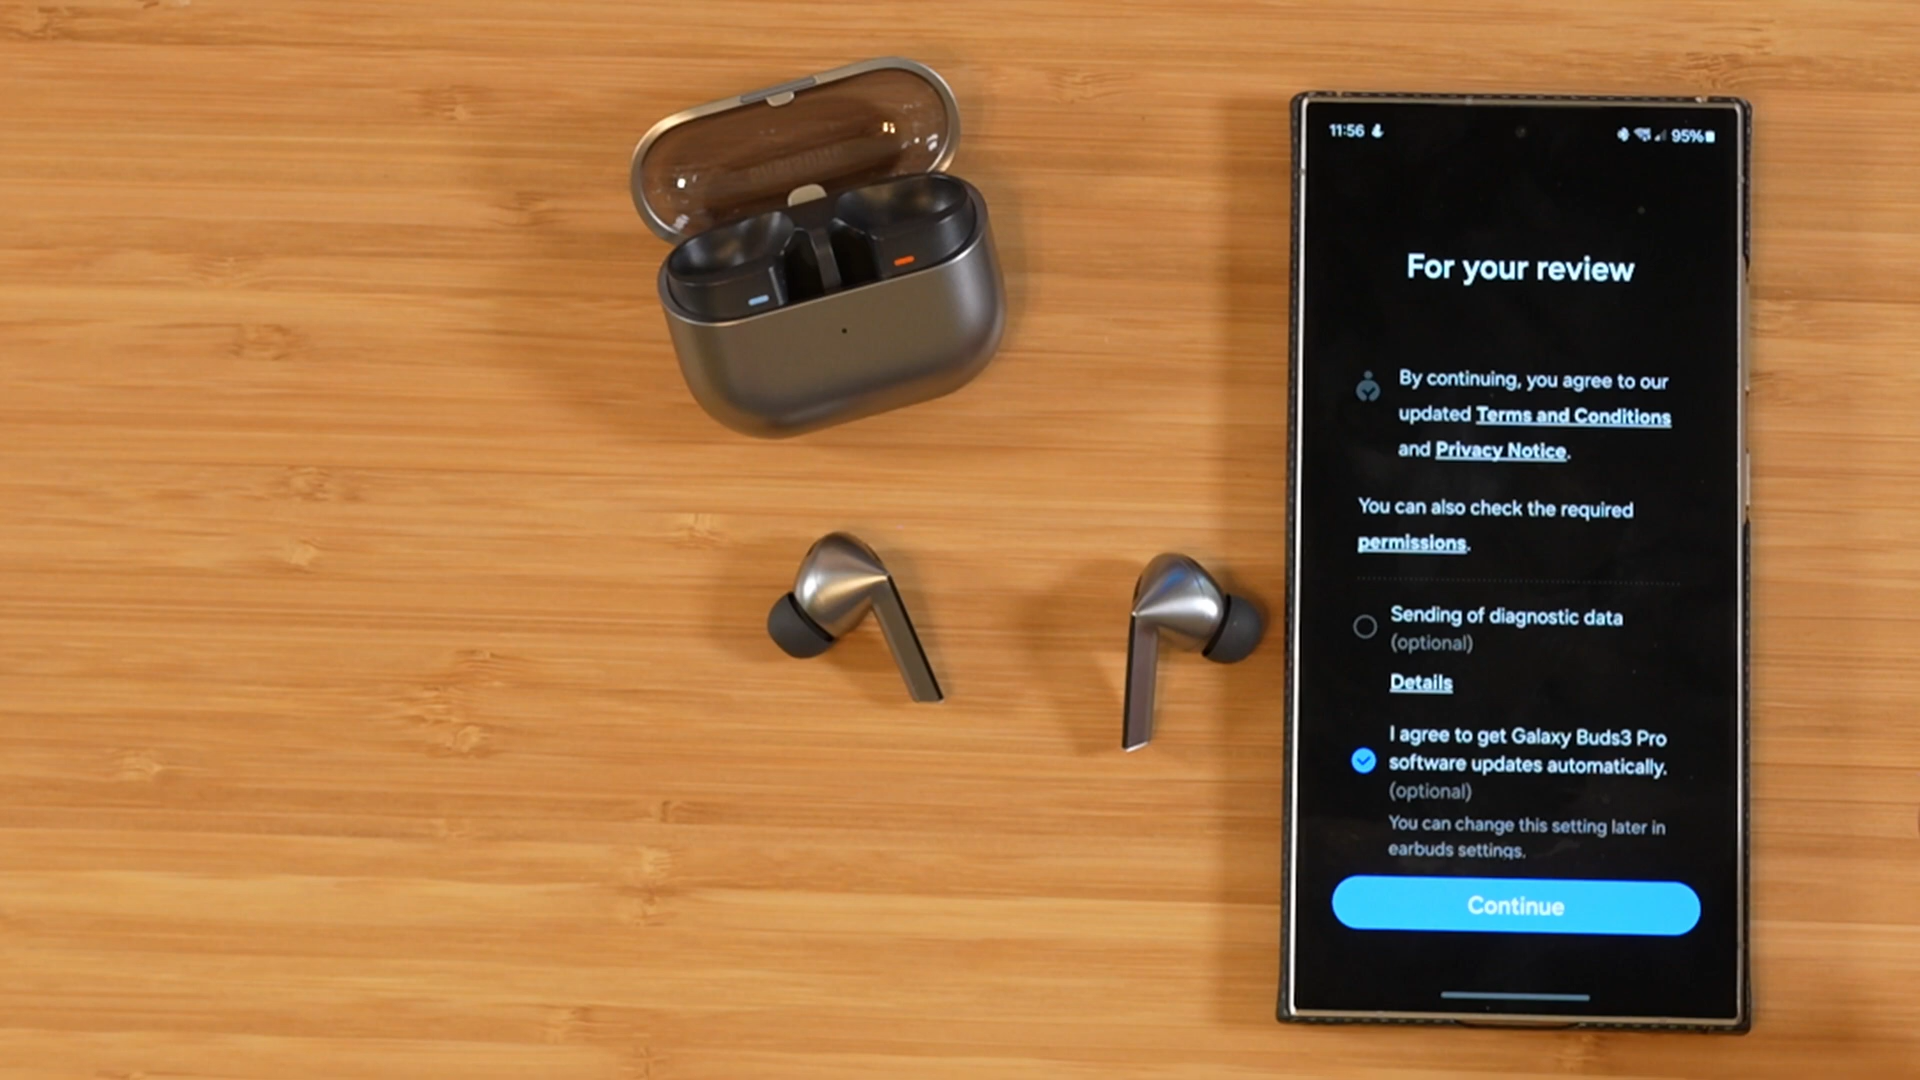 11:56
95%
For your review
By continuing, you agree to our
updated Terms and Conditions
and Privacy Notice.
You can also check the required
permissions.
Sending of diagnostic data
(optional)
Details
I agree to get Galaxy Buds3 Pro
software updates automatically.
(optional)
You can change this setting later in
earbuds settings.
Continue